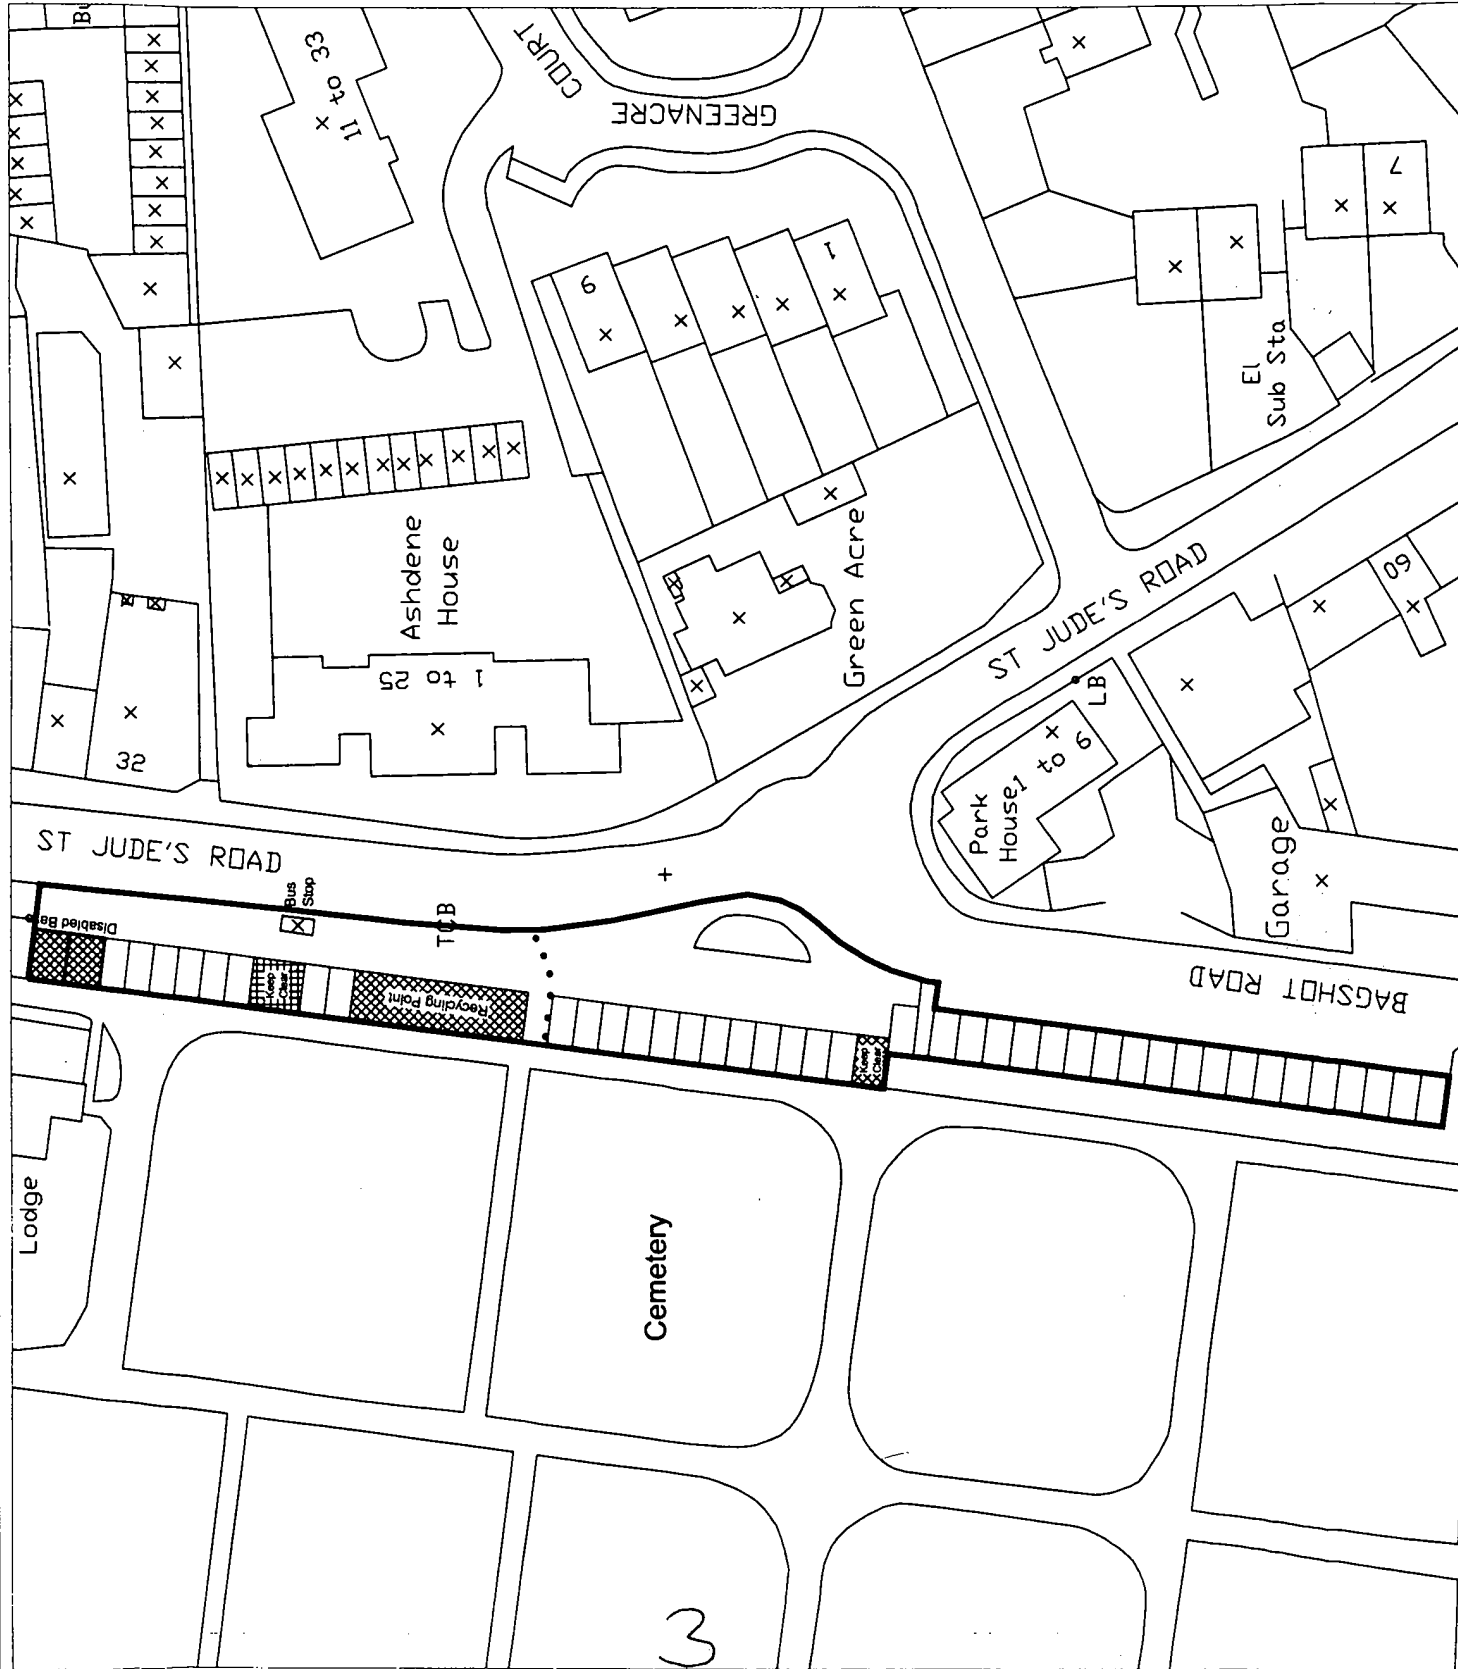 Bu
11 to 33
COURT
GREENACRE
9
1
7
El
Sub Sta
Ashdene
House
1 to 25
Green Acre
32
ST JUDE'S ROAD
ST JUDE'S ROAD
LB
60
Park
House
1 to 6
Garage
BAGSHOT ROAD
Bus
Stop
TCB
Disabled Ba
Keep
Clear
Recycling Point
Keep
Clear
Lodge
Cemetery
3